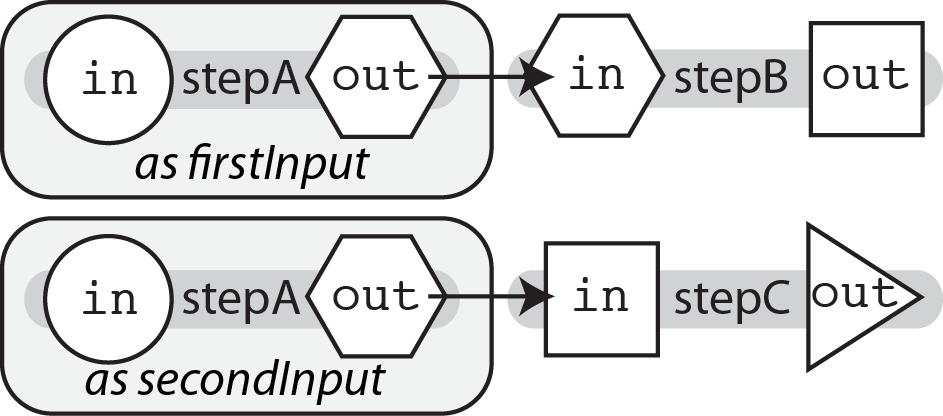 in stepA out in stepB out
as firstInput
in stepA out in stepC out
as secondInput